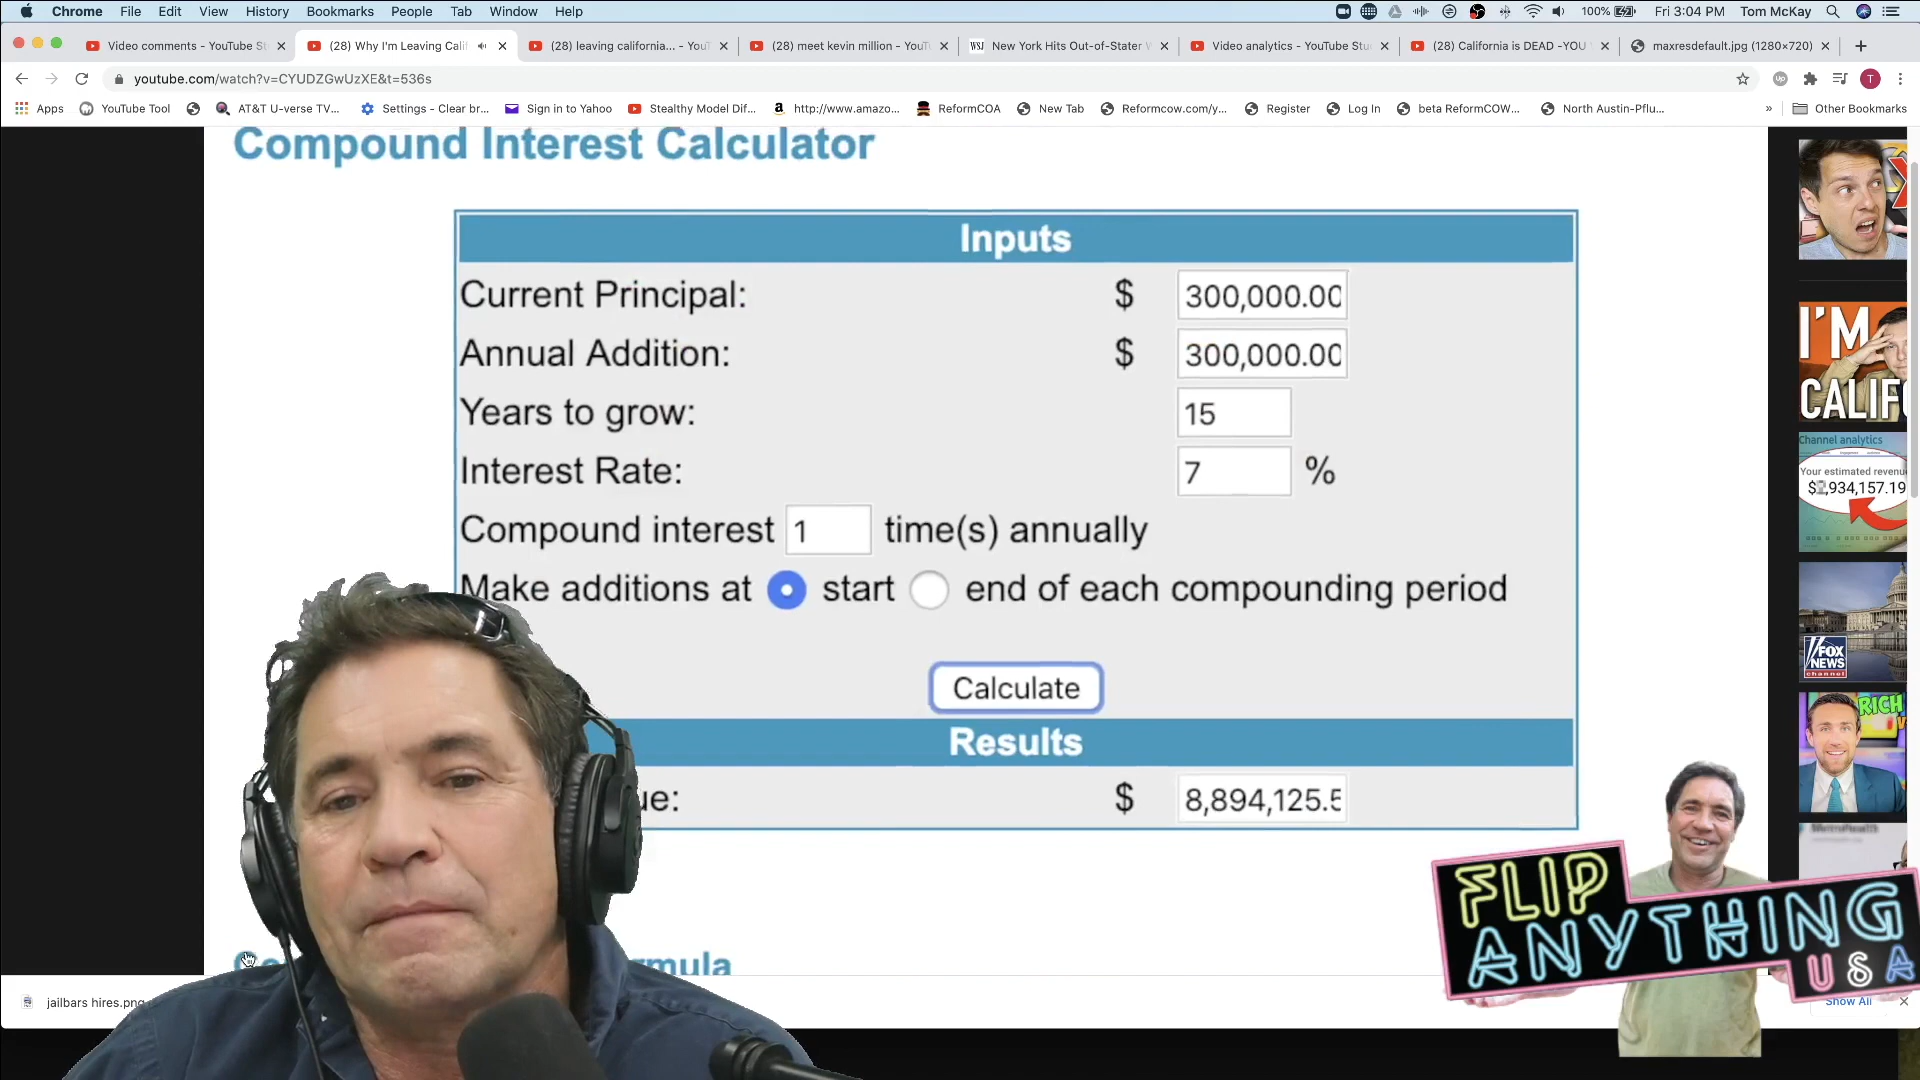 Chrome File Edit View History Bookmarks People Tab Window Help 100% Fri 3:04 PM Tom McKay
Video comments - YouTube St
(28) Why I'm Leaving Cali
(28) leaving california... - YouT
(28) meet kevin million - YouT
WSJ New York Hits Out-of-Stater
Video analytics - YouTube Stu
(28) California is DEAD -YOU
maxresdefault.jpg (1280×720)
youtube.com/watch?v=CYUDZGwUzXE&t=536s
Apps YouTube Tool AT&T U-verse TV... Settings - Clear br... Sign in to Yahoo Stealthy Model Dif... http://www.amazo... ReformCOA New Tab Reformcow.com/y... Register Log In beta ReformCOW... North Austin-Pflu... » Other Bookmarks
Compound Interest Calculator
Inputs
Current Principal: $ 300,000.00
Annual Addition: $ 300,000.00
Years to grow: 15
Interest Rate: 7 %
Compound interest 1 time(s) annually
Make additions at start end of each compounding period
Calculate
Results
ue: $ 8,894,125.5
rmula
I'M
CALIF
Channel analytics
Your estimated revenue
,934,157.19
FOX
NEWS
channel
RICH
FLIP
ANYTHING
USA
jailbars hires.png
Show All